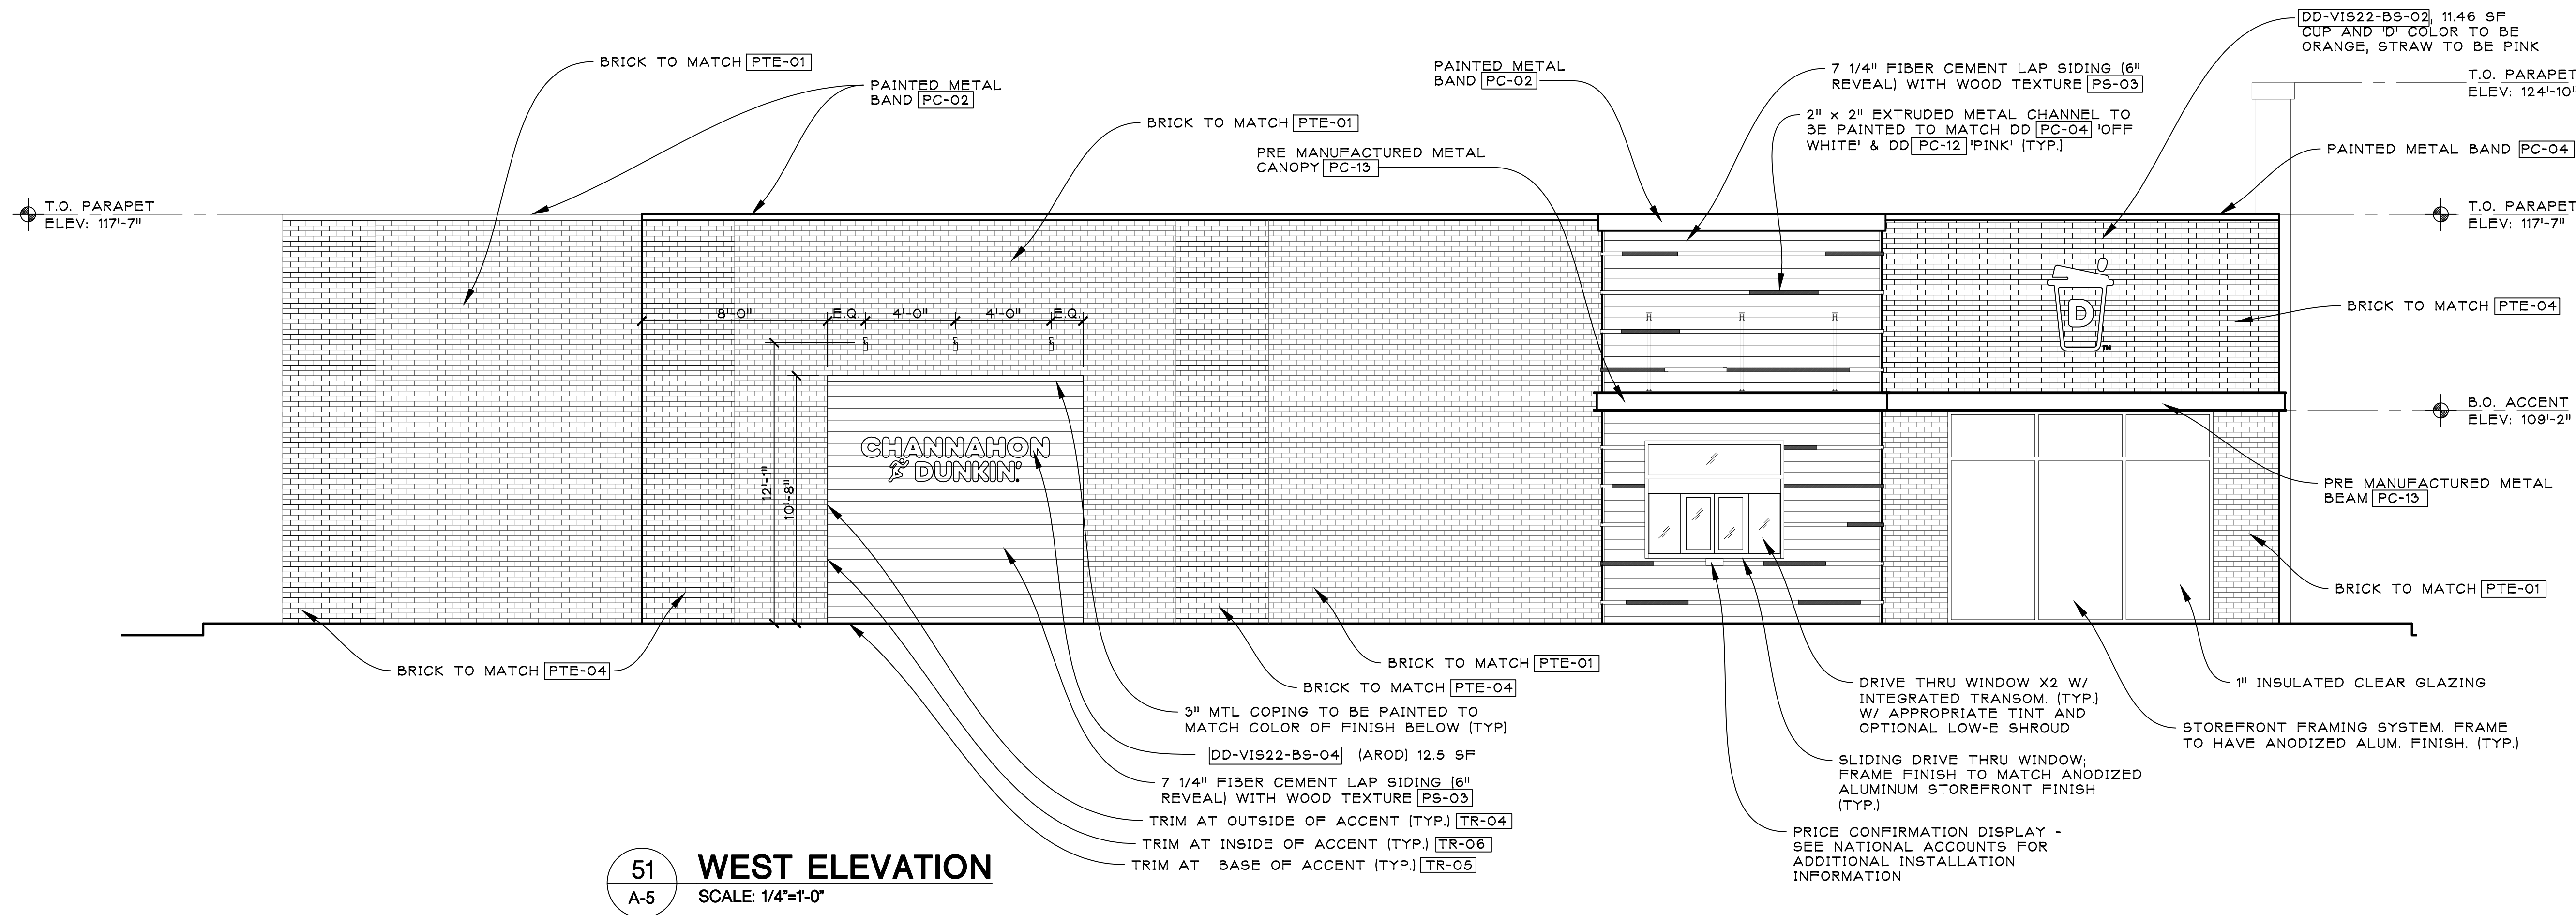 DD-VIS22-BS-02, 11.46 SF
CUP AND 'D' COLOR TO BE
ORANGE, STRAW TO BE PINK
BRICK TO MATCH PTE-01
PAINTED METAL
BAND PC-02
BRICK TO MATCH PTE-01
PAINTED METAL
BAND PC-02
PRE MANUFACTURED METAL
CANOPY PC-13
7 1/4" FIBER CEMENT LAP SIDING (6"
REVEAL) WITH WOOD TEXTURE PS-03
2" x 2" EXTRUDED METAL CHANNEL TO
BE PAINTED TO MATCH DD PC-04 'OFF
WHITE' & DD PC-12 'PINK' (TYP.)
T.O. PARAPET
ELEV: 124'-10"
PAINTED METAL BAND PC-04
T.O. PARAPET
ELEV: 117'-7"
T.O. PARAPET
ELEV: 117'-7"
BRICK TO MATCH PTE-04
8'-0" E.Q. 4'-0" 4'-0" E.Q.
D
TM
B.O. ACCENT
ELEV: 109'-2"
12'-1"
10'-8"
CHANNAHON
DUNKIN'
PRE MANUFACTURED METAL
BEAM PC-13
BRICK TO MATCH PTE-01
BRICK TO MATCH PTE-04
BRICK TO MATCH PTE-01
BRICK TO MATCH PTE-04
3" MTL COPING TO BE PAINTED TO
MATCH COLOR OF FINISH BELOW (TYP)
DD-VIS22-BS-04 (AROD) 12.5 SF
7 1/4" FIBER CEMENT LAP SIDING (6"
REVEAL) WITH WOOD TEXTURE PS-03
TRIM AT OUTSIDE OF ACCENT (TYP.) TR-04
TRIM AT INSIDE OF ACCENT (TYP.) TR-06
TRIM AT BASE OF ACCENT (TYP.) TR-05
DRIVE THRU WINDOW X2 W/
INTEGRATED TRANSOM. (TYP.)
W/ APPROPRIATE TINT AND
OPTIONAL LOW-E SHROUD
SLIDING DRIVE THRU WINDOW;
FRAME FINISH TO MATCH ANODIZED
ALUMINUM STOREFRONT FINISH
(TYP.)
PRICE CONFIRMATION DISPLAY -
SEE NATIONAL ACCOUNTS FOR
ADDITIONAL INSTALLATION
INFORMATION
1" INSULATED CLEAR GLAZING
STOREFRONT FRAMING SYSTEM. FRAME
TO HAVE ANODIZED ALUM. FINISH. (TYP.)
51
A-5
WEST ELEVATION
SCALE: 1/4"=1'-0"